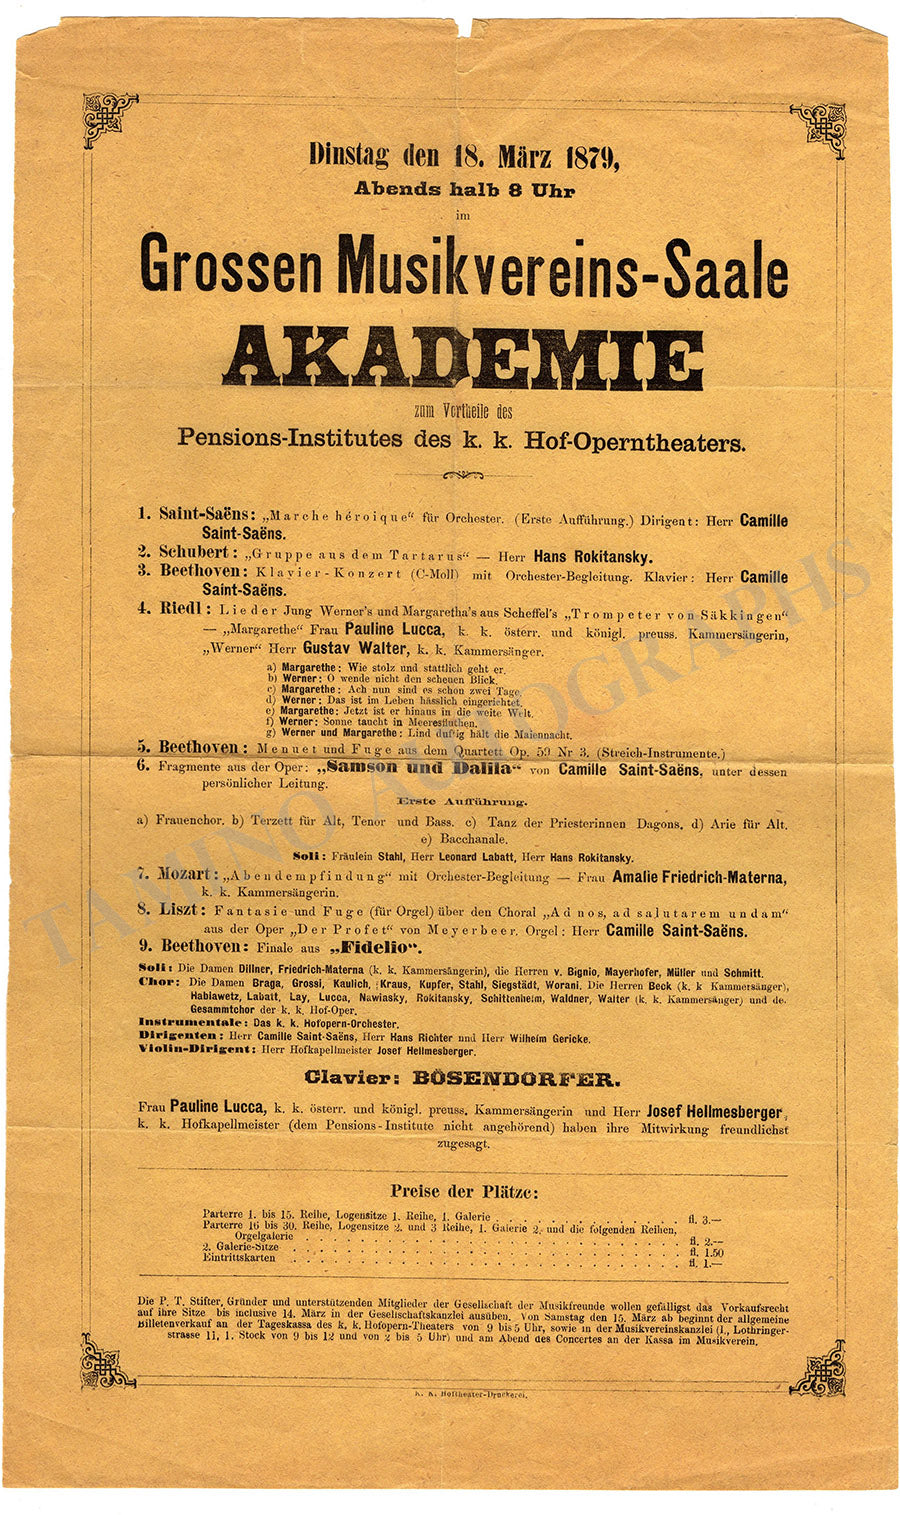 Dinstag den 18. März 1879,
Abends halb 8 Uhr
im
Grossen Musikvereins-Saale
AKADEMIE
zum Vortheile des
Pensions-Institutes des k. k. Hof-Operntheaters.
1. Saint-Saëns: „Marche héroique“ für Orchester. (Erste Aufführung.) Dirigent: Herr Camille
Saint-Saëns.
2. Schubert: „Gruppe aus dem Tartarus“ — Herr Hans Rokitansky.
3. Beethoven: Klavier-Konzert (C-Moll) mit Orchester-Begleitung. Klavier: Herr Camille
Saint-Saëns.
4. Riedl: Lieder Jung Werner's und Margaretha's aus Scheffel's „Trompeter von Säkkingen“
— „Margarethe“ Frau Pauline Lucca, k. k. österr. und königl. preuss. Kammersängerin,
„Werner“ Herr Gustav Walter, k. k. Kammersänger.
a) Margarethe: Wie stolz und stattlich geht er.
b) Werner: O wende nicht den scheuen Blick.
c) Margarethe: Ach nun sind es schon zwei Tage.
d) Werner: Das ist im Leben hässlich eingerichtet.
e) Margarethe: Jetzt ist er hinaus in die weite Welt.
f) Werner: Sonne taucht in Meeresfluthen.
g) Werner und Margarethe: Lind duftig hält die Maiennacht.
5. Beethoven: Menuet und Fuge aus dem Quartett Op. 59 Nr 3. (Streich-Instrumente.)
6. Fragmente aus der Oper: „Samson und Dalila“ von Camille Saint-Saëns, unter dessen
persönlicher Leitung.
Erste Aufführung.
a) Frauenchor. b) Terzett für Alt, Tenor und Bass. c) Tanz der Priesterinnen Dagons. d) Arie für Alt.
e) Bacchanale.
Soli: Fräulein Stahl, Herr Leonard Labatt, Herr Hans Rokitansky.
7. Mozart: „Abendempfindung“ mit Orchester-Begleitung — Frau Amalie Friedrich-Materna,
k. k. Kammersängerin.
8. Liszt: Fantasie und Fuge (für Orgel) über den Choral „Ad nos, ad salutarem undam“
aus der Oper „Der Profet“ von Meyerbeer. Orgel: Herr Camille Saint-Saëns.
9. Beethoven: Finale aus „Fidelio“.
Soli: Die Damen Dillner, Friedrich-Materna (k. k. Kammersängerin), die Herren v. Bignio, Mayerhofer, Müller und Schmitt.
Chor: Die Damen Braga, Grossi, Kaulich, Kraus, Kupfer, Stahl, Siegstädt, Worani. Die Herren Beck (k. k Kammersänger),
Hablawetz, Labatt, Lay, Lucca, Nawiasky, Rokitansky, Schittenhelm, Waldner, Walter (k. k. Kammersänger) und de.
Gesammtchor der k. k. Hof-Oper.
Instrumentale: Das k. k. Hofopern-Orchester.
Dirigenten: Herr Camille Saint-Saëns, Herr Hans Richter und Herr Wilhelm Gericke.
Violin-Dirigent: Herr Hofkapellmeister Josef Hellmesberger.
Clavier: BÖSENDORFER.
Frau Pauline Lucca, k. k. österr. und königl. preuss. Kammersängerin und Herr Josef Hellmesberger,
k. k. Hofkapellmeister (dem Pensions-Institute nicht angehörend) haben ihre Mitwirkung freundlichst
zugesagt.
Preise der Plätze:
Parterre 1. bis 15. Reihe, Logensitze 1. Reihe, 1. Galerie . . . . . . . . . . . . . fl. 3.—
Parterre 16 bis 30. Reihe, Logensitze 2. und 3 Reihe, 1. Galerie 2. und die folgenden Reihen,
Orgelgalerie . . . . . . . . . . . . . . . . . . . . . . . . fl. 2.—
2. Galerie-Sitze . . . . . . . . . . . . . . . . . . . . . . . . fl. 1.50
Eintrittskarten . . . . . . . . . . . . . . . . . . . . . . . . fl. 1.—
Die P. T. Stifter, Gründer und unterstützenden Mitglieder der Gesellschaft der Musikfreunde wollen gefälligst das Vorkaufsrecht
auf ihre Sitze bis inclusive 14. März in der Gesellschaftskanzlei ausüben. Von Samstag den 15. März ab beginnt der allgemeine
Billetenverkauf an der Tageskassa des k. k. Hofopern-Theaters von 9 bis 5 Uhr, sowie in der Musikvereinskanzlei (I., Lothringer-
strasse 11, 1. Stock von 9 bis 12 und von 2 bis 5 Uhr) und am Abend des Concertes an der Kassa im Musikverein.
K. K. Hoftheater-Druckerei.
TAMINO AUTOGRAPHS